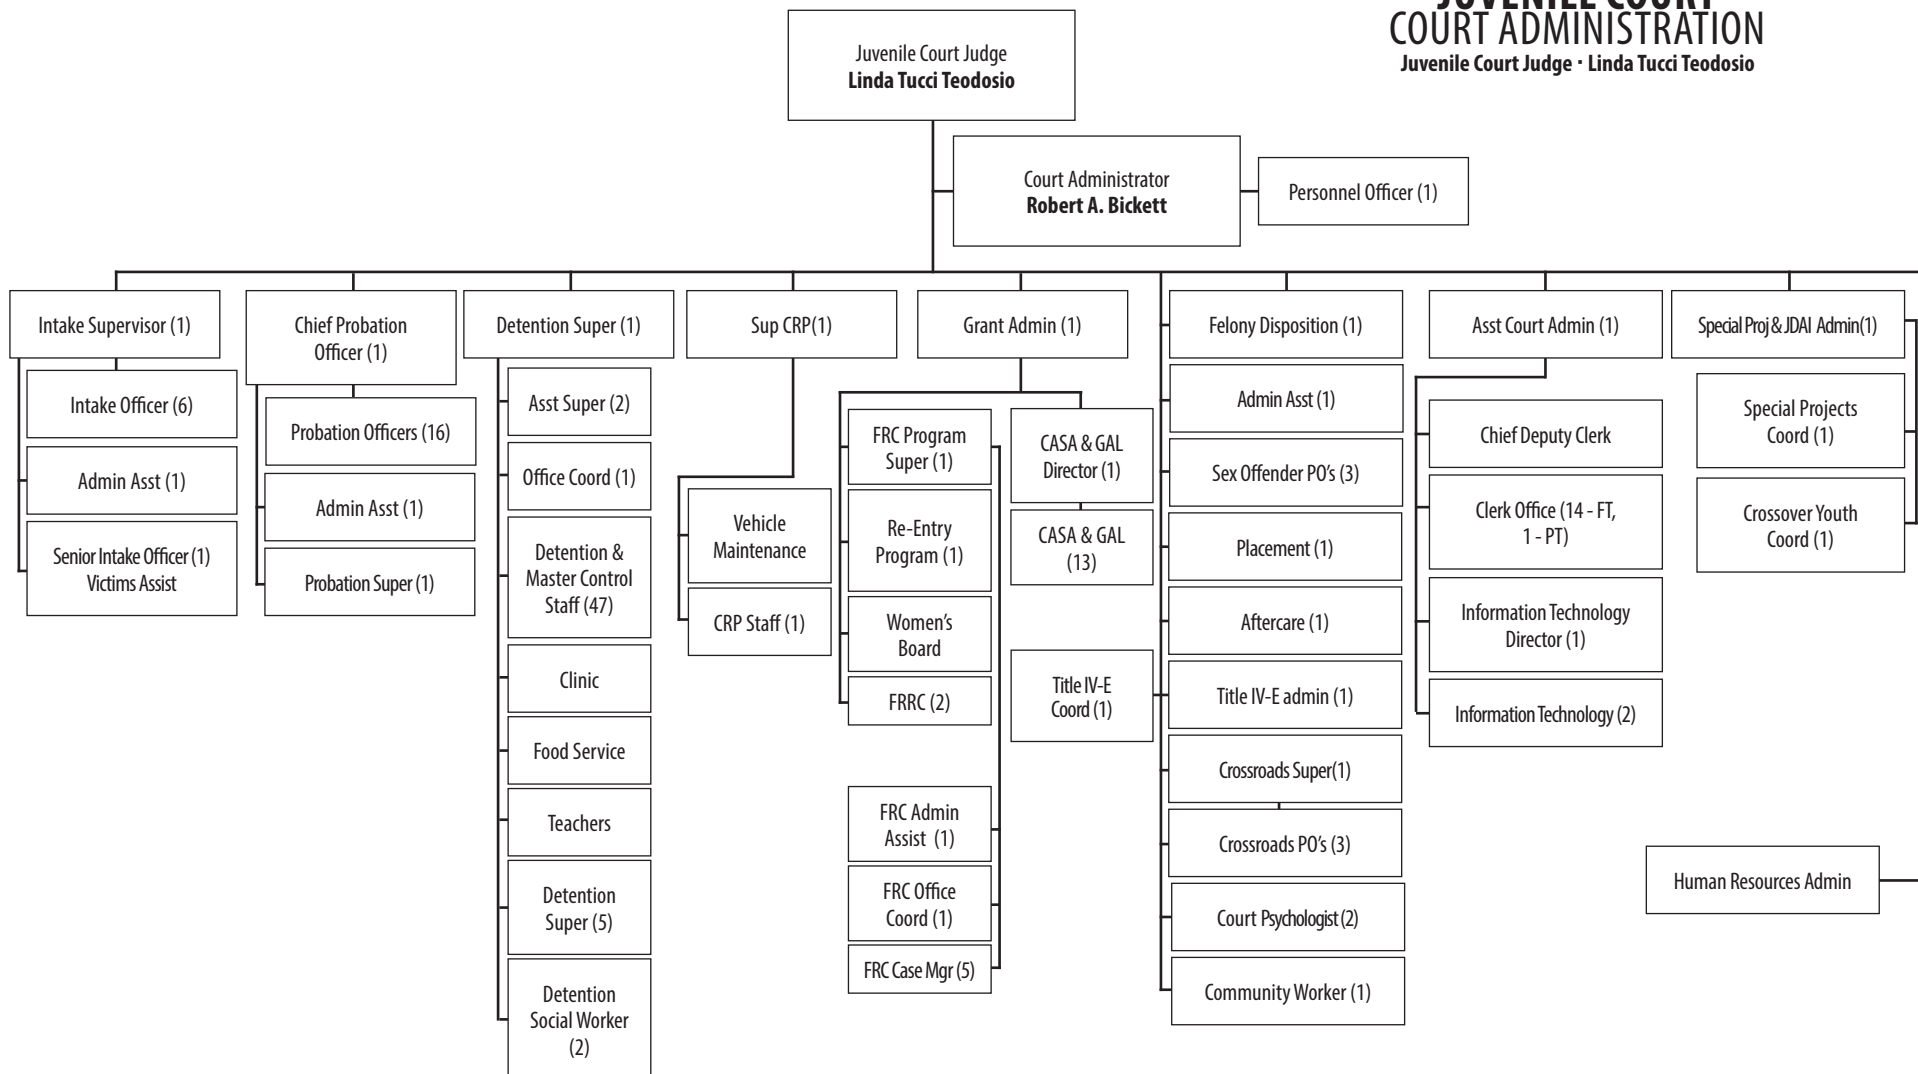 JUVENILE COURT
COURT ADMINISTRATION
Juvenile Court Judge · Linda Tucci Teodosio
Juvenile Court Judge
Linda Tucci Teodosio
Court Administrator
Robert A. Bickett
Personnel Officer (1)
Intake Supervisor (1)
Intake Officer (6)
Admin Asst (1)
Senior Intake Officer (1)
Victims Assist
Chief Probation
Officer (1)
Probation Officers (16)
Admin Asst (1)
Probation Super (1)
Detention Super (1)
Asst Super (2)
Office Coord (1)
Detention &
Master Control
Staff (47)
Clinic
Food Service
Teachers
Detention
Super (5)
Detention
Social Worker
(2)
Sup CRP(1)
Vehicle
Maintenance
CRP Staff (1)
Grant Admin (1)
FRC Program
Super (1)
Re-Entry
Program (1)
Women’s
Board
FRRC (2)
FRC Admin
Assist (1)
FRC Office
Coord (1)
FRC Case Mgr (5)
CASA & GAL
Director (1)
CASA & GAL
(13)
Title IV-E
Coord (1)
Felony Disposition (1)
Admin Asst (1)
Sex Offender PO's (3)
Placement (1)
Aftercare (1)
Title IV-E admin (1)
Crossroads Super(1)
Crossroads PO's (3)
Court Psychologist (2)
Community Worker (1)
Asst Court Admin (1)
Chief Deputy Clerk
Clerk Office (14 - FT,
1 - PT)
Information Technology
Director (1)
Information Technology (2)
Special Proj & JDAI Admin(1)
Special Projects
Coord (1)
Crossover Youth
Coord (1)
Human Resources Admin